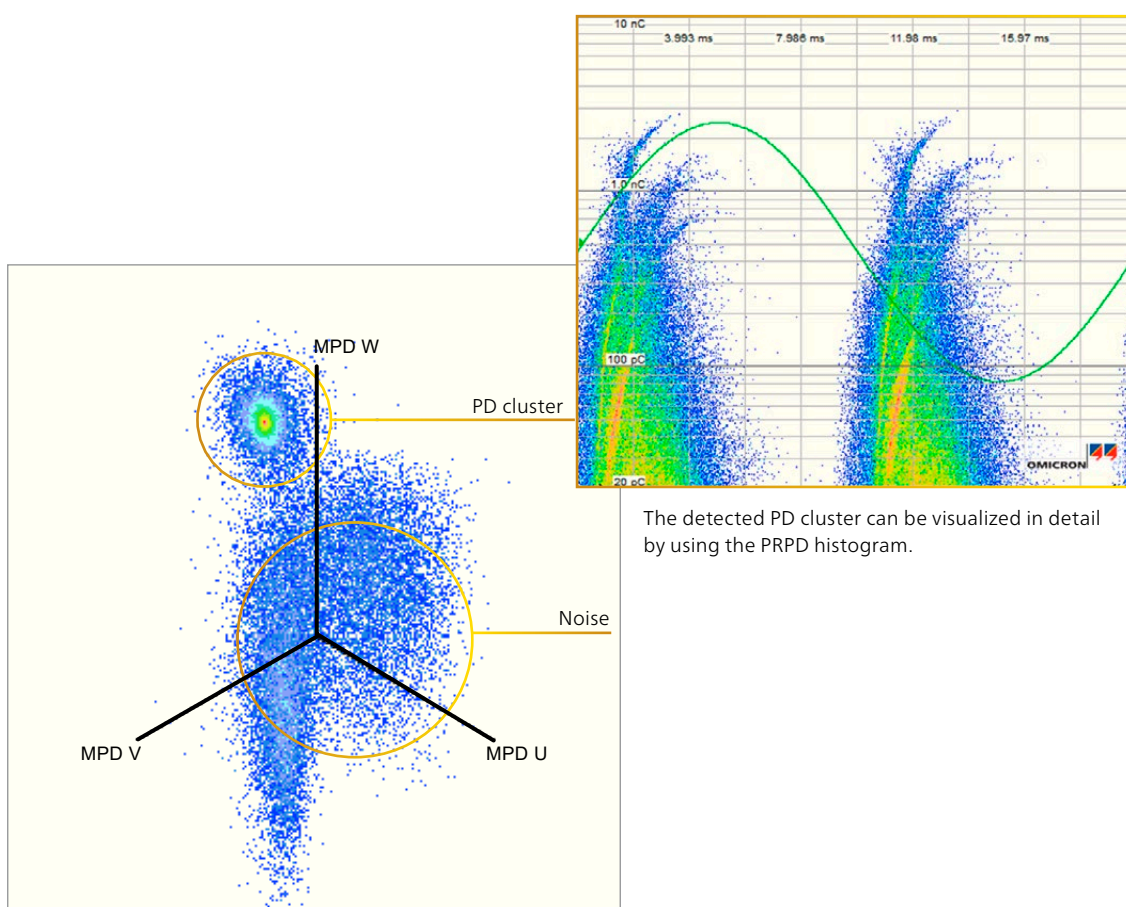 10 nC
3.993 ms 7.986 ms 11.98 ms 15.97 ms
1.0 nC
100 pC
20 pC
OMICRON
MPD W
PD cluster
The detected PD cluster can be visualized in detail
by using the PRPD histogram.
Noise
MPD V
MPD U